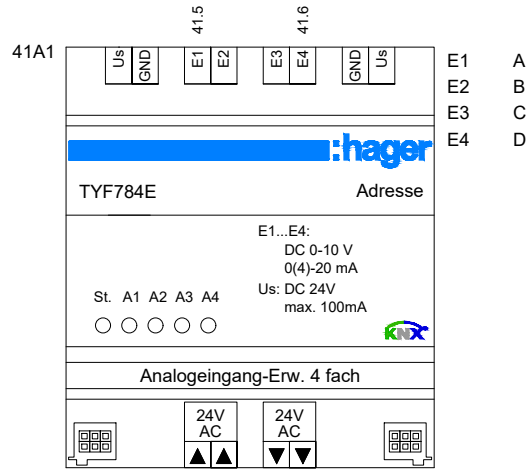 41.5 41.6
41A1
Us GND E1 E2 E3 E4 GND Us
E1 A
E2 B
E3 C
E4 D
:hager
TYF784E Adresse
E1...E4:
DC 0-10 V
0(4)-20 mA
Us: DC 24V
max. 100mA
St. A1 A2 A3 A4
KNX
Analogeingang-Erw. 4 fach
24V
AC
24V
AC